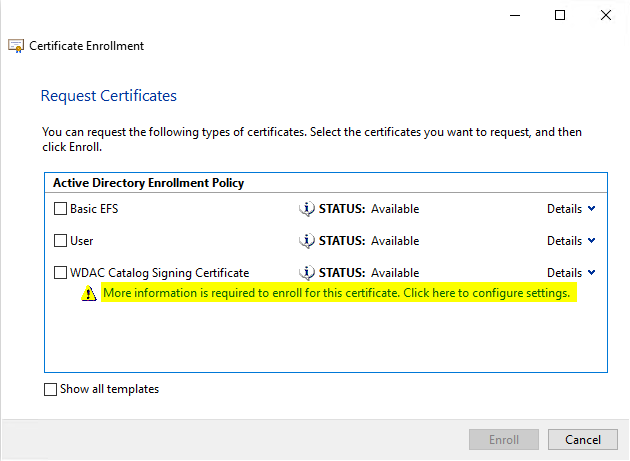 Certificate Enrollment
Request Certificates
You can request the following types of certificates. Select the certificates you want to request, and then
click Enroll.
Active Directory Enrollment Policy
Basic EFS STATUS: Available Details
User STATUS: Available Details
WDAC Catalog Signing Certificate STATUS: Available Details
More information is required to enroll for this certificate. Click here to configure settings.
Show all templates
Enroll Cancel